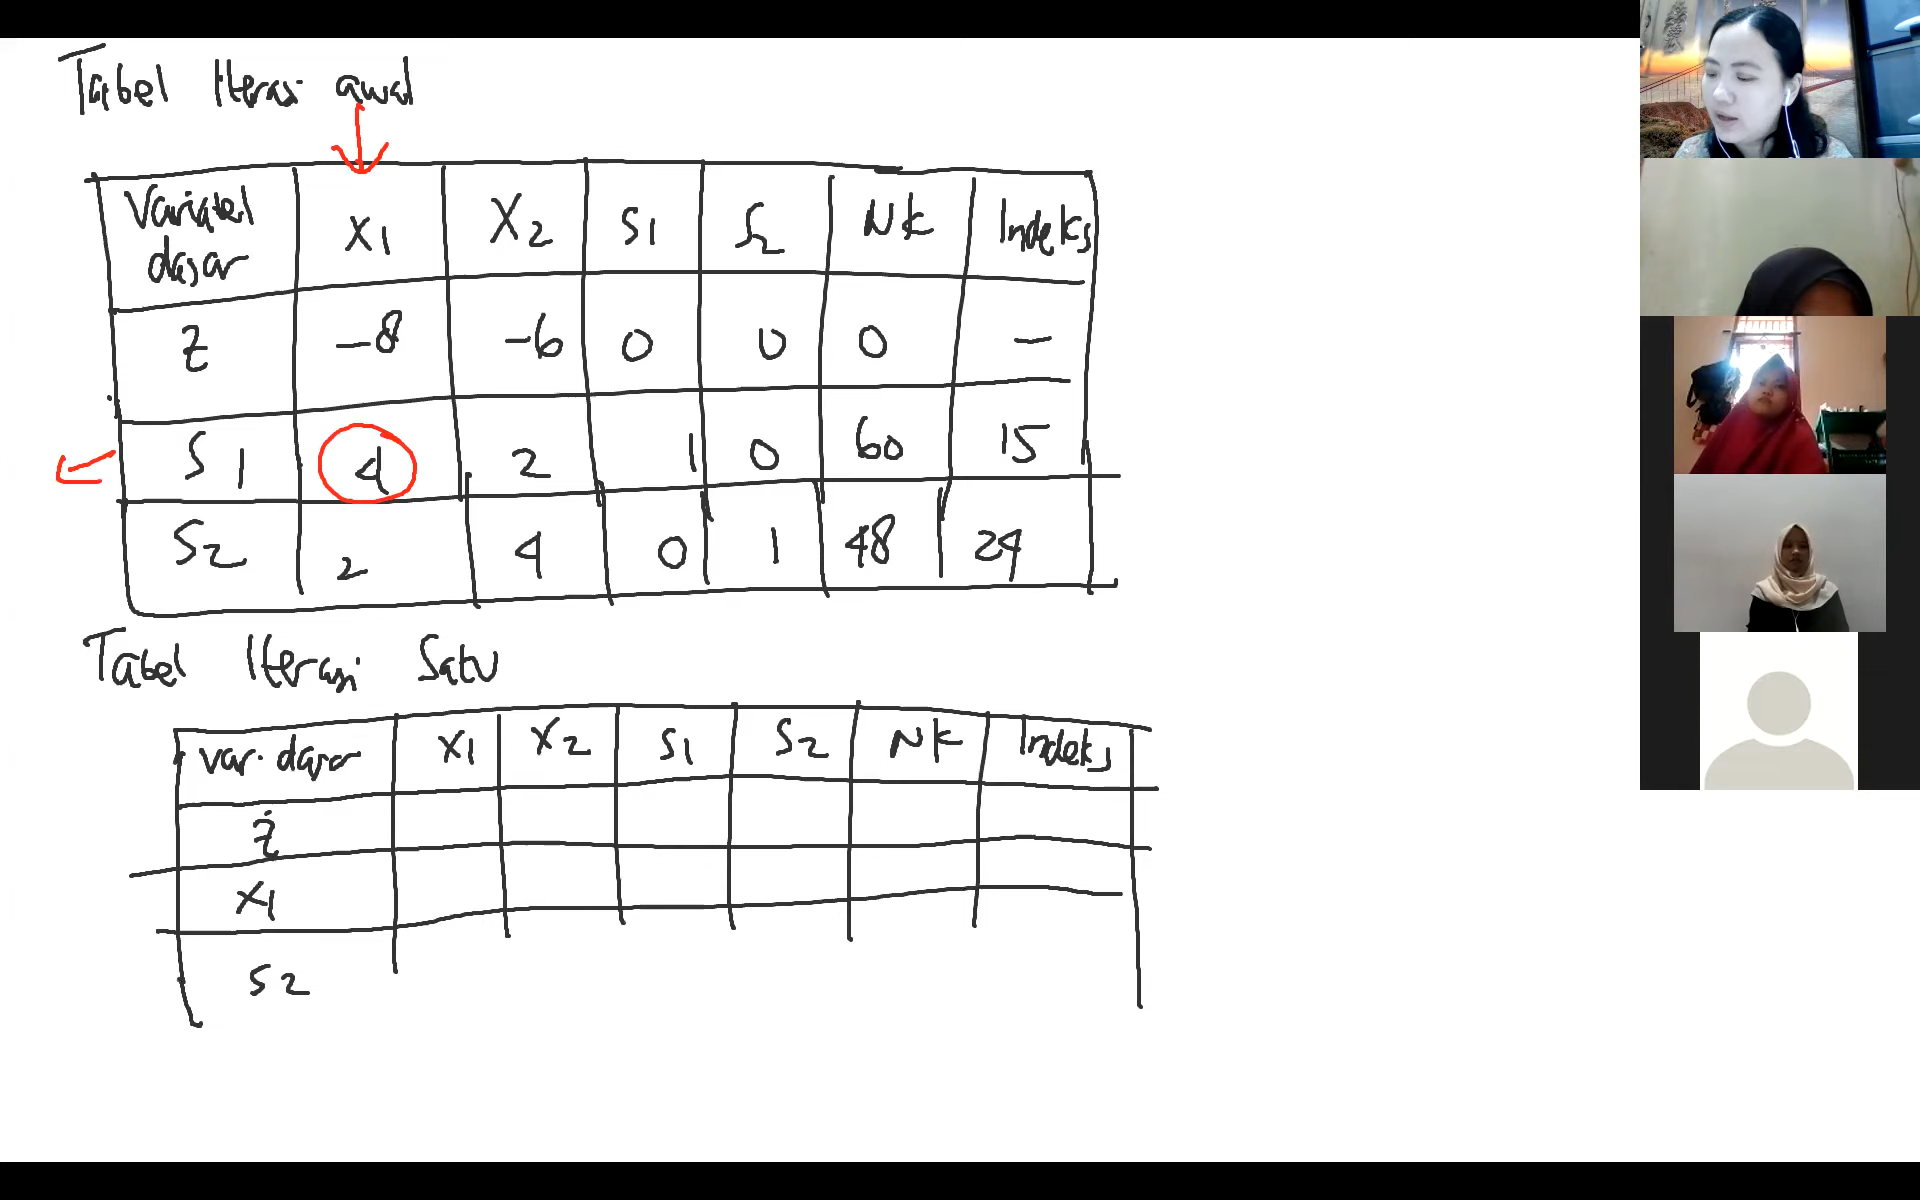 Tabel Iterasi awal
Variabel dasar X1 X2 S1 S2 NK Indeks
Z -8 -6 0 0 0 -
S1 4 2 1 0 60 15
S2 2 4 0 1 48 24
Tabel Iterasi Satu
Var. dasar X1 X2 S1 S2 NK Indeks
Z
X1
S2